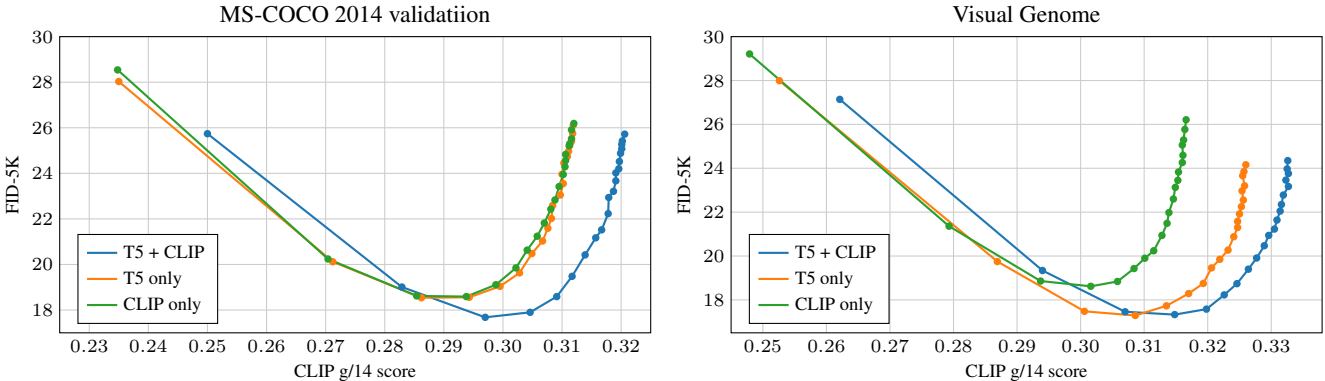 MS-COCO 2014 validatiion
30
28
26
24
22
20
18
FID-5K
T5 + CLIP
T5 only
CLIP only
0.23 0.24 0.25 0.26 0.27 0.28 0.29 0.30 0.31 0.32
CLIP g/14 score
Visual Genome
30
28
26
24
22
20
18
FID-5K
T5 + CLIP
T5 only
CLIP only
0.25 0.26 0.27 0.28 0.29 0.30 0.31 0.32 0.33
CLIP g/14 score